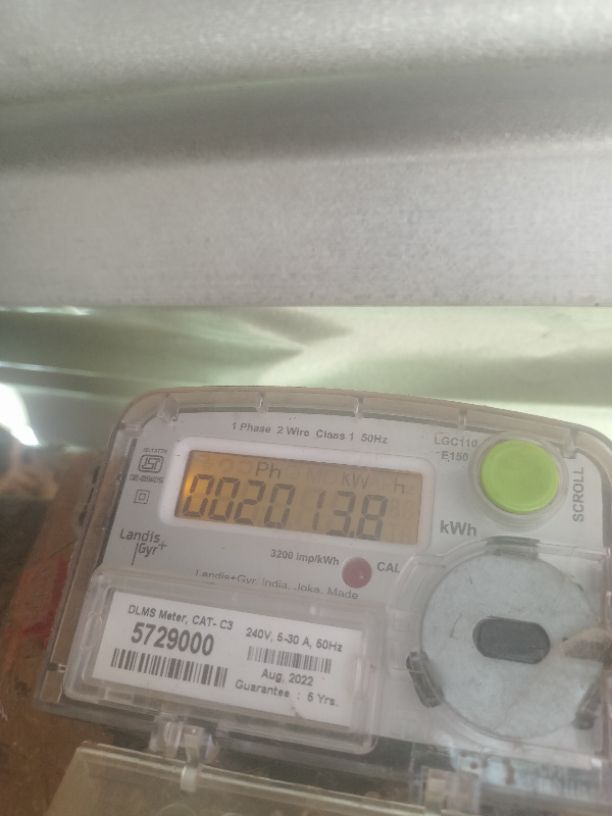 1 Phase 2 Wire Class 1 50Hz
LGC110
E150
SCROLL
Ph KW h
002013.8
kWh
Landis
Gyr+
3200 imp/kWh
CAL
Landis+Gyr, India, Joka, Made
DLMS Meter, CAT- C3
5729000
240V, 5-30 A, 50Hz
Aug, 2022
Guarantee : 5 Yrs.